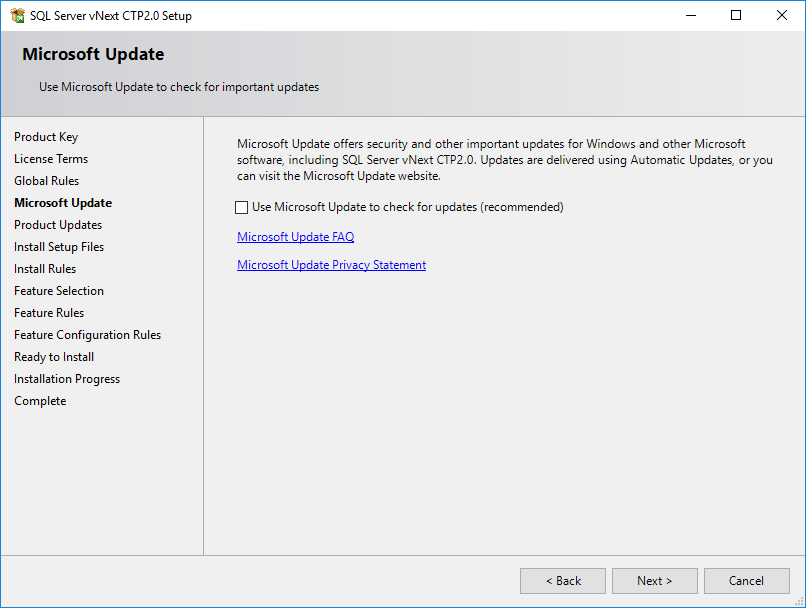 SQL Server vNext CTP2.0 Setup
Microsoft Update
Use Microsoft Update to check for important updates
Product Key
License Terms
Global Rules
Microsoft Update
Product Updates
Install Setup Files
Install Rules
Feature Selection
Feature Rules
Feature Configuration Rules
Ready to Install
Installation Progress
Complete
Microsoft Update offers security and other important updates for Windows and other Microsoft
software, including SQL Server vNext CTP2.0. Updates are delivered using Automatic Updates, or you
can visit the Microsoft Update website.
Use Microsoft Update to check for updates (recommended)
Microsoft Update FAQ
Microsoft Update Privacy Statement
< Back
Next >
Cancel